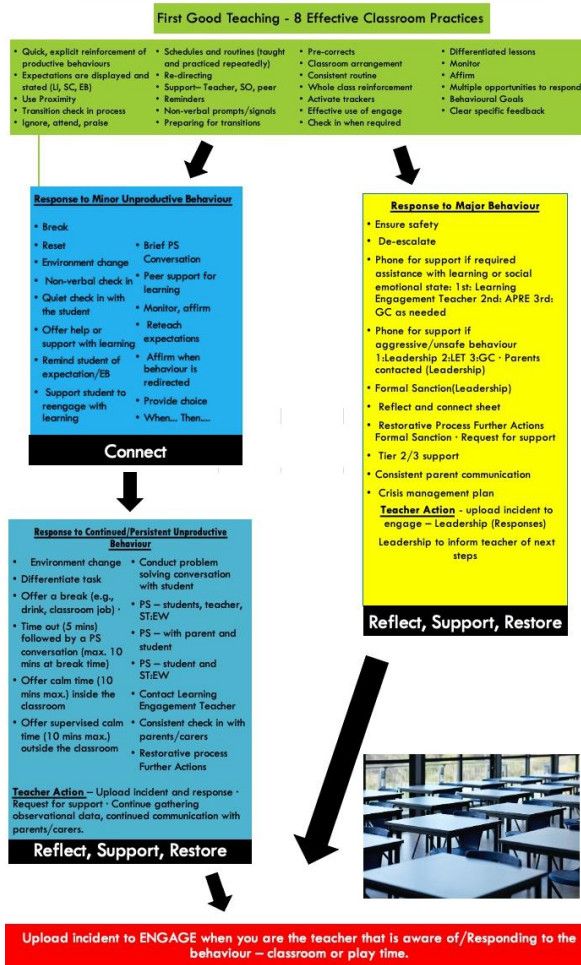 First Good Teaching - 8 Effective Classroom Practices
• Quick, explicit reinforcement of
productive behaviours
• Expectations are displayed and
stated (LI, SC, EB)
• Use Proximity
• Transition check in process
• Ignore, attend, praise
• Schedules and routines (taught
and practiced repeatedly)
• Re-directing
• Support– Teacher, SO, peer
• Reminders
• Non-verbal prompts/signals
• Preparing for transitions
• Pre-corrects
• Classroom arrangement
• Consistent routine
• Whole class reinforcement
• Activate trackers
• Effective use of engage
• Check in when required
• Differentiated lessons
• Monitor
• Affirm
• Multiple opportunities to respond
• Behavioural Goals
• Clear specific feedback
Response to Minor Unproductive Behaviour
• Break
• Reset
• Environment change
• Non-verbal check in
• Quiet check in with
the student
• Offer help or
support with learning
• Remind student of
expectation/EB
• Support student to
reengage with
learning
• Brief PS
Conversation
• Peer support for
learning
• Monitor, affirm
• Reteach
expectations
• Affirm when
behaviour is
redirected
• Provide choice
• When... Then....
Connect
Response to Continued/Persistent Unproductive
Behaviour
• Environment change
• Differentiate task
• Offer a break (e.g.,
drink, classroom job) ·
• Time out (5 mins)
followed by a PS
conversation (max. 10
mins at break time)
• Offer calm time (10
mins max.) inside the
classroom
• Offer supervised calm
time (10 mins max.)
outside the classroom
• Conduct problem
solving conversation
with student
• PS – students, teacher,
ST:EW
• PS – with parent and
student
• PS – student and
ST:EW
• Contact Learning
Engagement Teacher
• Consistent check in with
parents/carers
• Restorative process
Further Actions
Teacher Action – Upload incident and response ·
Request for support · Continue gathering
observational data, continued communication with
parents/carers.
Reflect, Support, Restore
Response to Major Behaviour
• Ensure safety
• De-escalate
• Phone for support if required
assistance with learning or social
emotional state: 1st: Learning
Engagement Teacher 2nd: APRE 3rd:
GC as needed
• Phone for support if
aggressive/unsafe behaviour
1:Leadership 2:LET 3:GC · Parents
contacted (Leadership)
• Formal Sanction(Leadership)
• Reflect and connect sheet
• Restorative Process Further Actions
Formal Sanction · Request for support
• Tier 2/3 support
• Consistent parent communication
• Crisis management plan
Teacher Action - upload incident to
engage – Leadership (Responses)
Leadership to inform teacher of next
steps
Reflect, Support, Restore
Upload incident to ENGAGE when you are the teacher that is aware of/Responding to the
behaviour – classroom or play time.